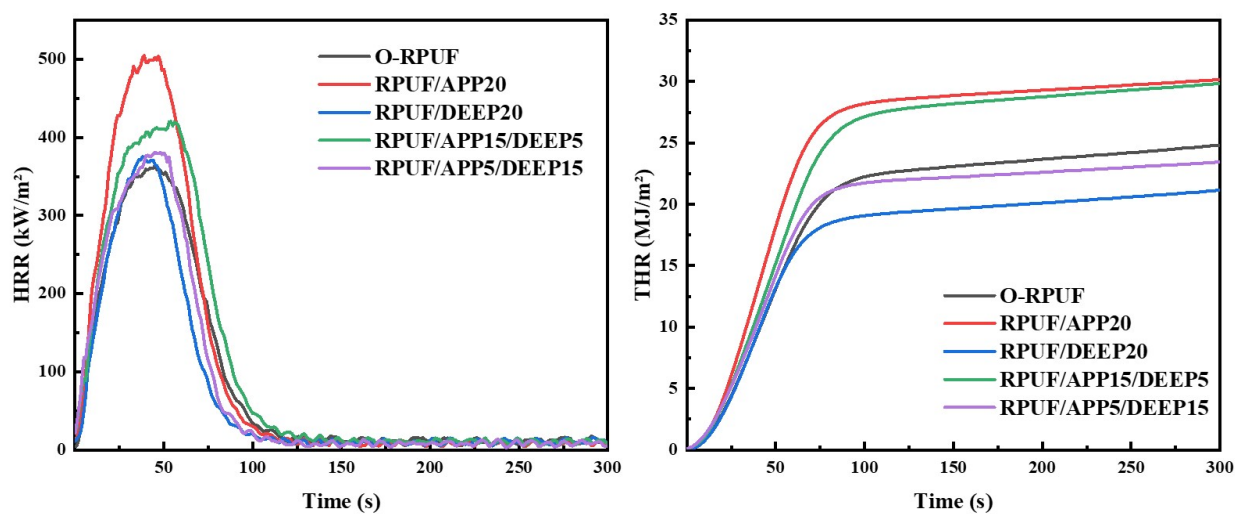 500
400
300
200
100
0
HRR (kW/m²)
O-RPUF
RPUF/APP20
RPUF/DEEP20
RPUF/APP15/DEEP5
RPUF/APP5/DEEP15
50
100
150
200
250
300
Time (s)
35
30
25
20
15
10
5
0
THR (MJ/m²)
O-RPUF
RPUF/APP20
RPUF/DEEP20
RPUF/APP15/DEEP5
RPUF/APP5/DEEP15
50
100
150
200
250
300
Time (s)